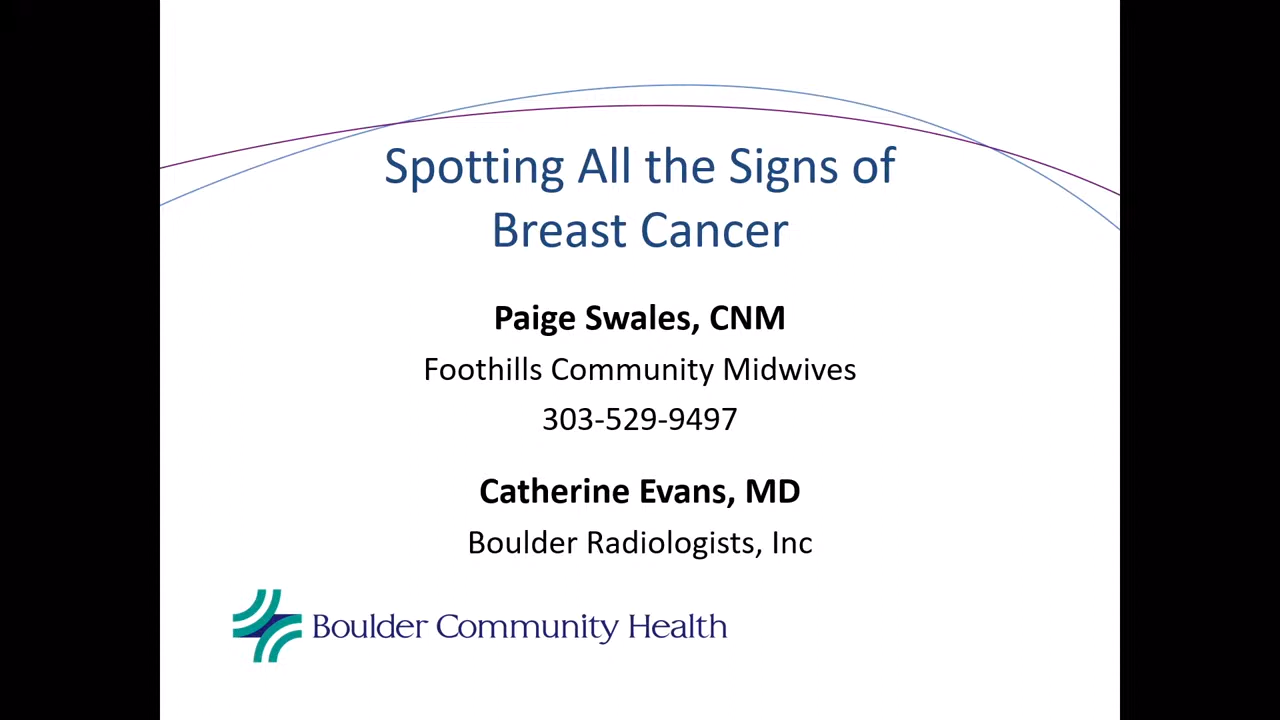 Spotting All the Signs of
Breast Cancer
Paige Swales, CNM
Foothills Community Midwives
303-529-9497
Catherine Evans, MD
Boulder Radiologists, Inc
Boulder Community Health